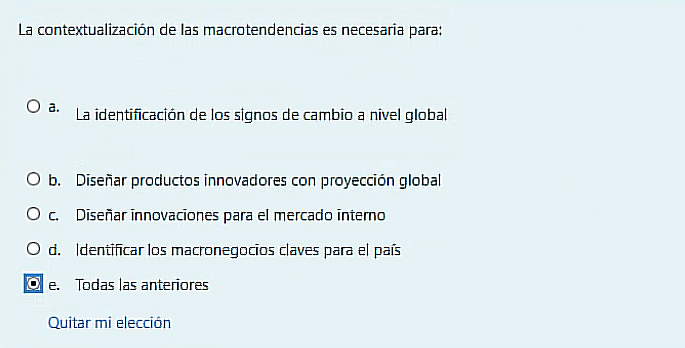 La contextualización de las macrotendencias es necesaria para:
a. La identificación de los signos de cambio a nivel global
b. Diseñar productos innovadores con proyección global
c. Diseñar innovaciones para el mercado interno
d. Identificar los macronegocios claves para el país
e. Todas las anteriores
Quitar mi elección